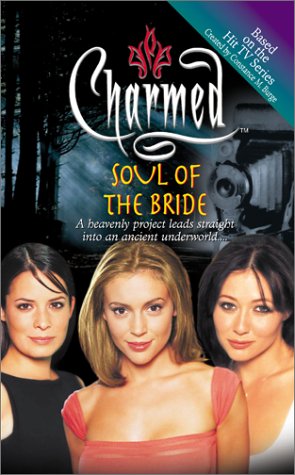 Based
on the
Hit TV Series
Created by Constance M. Burge
Charmed
TM
SOUL OF
THE BRIDE
A heavenly project leads straight
into an ancient underworld....